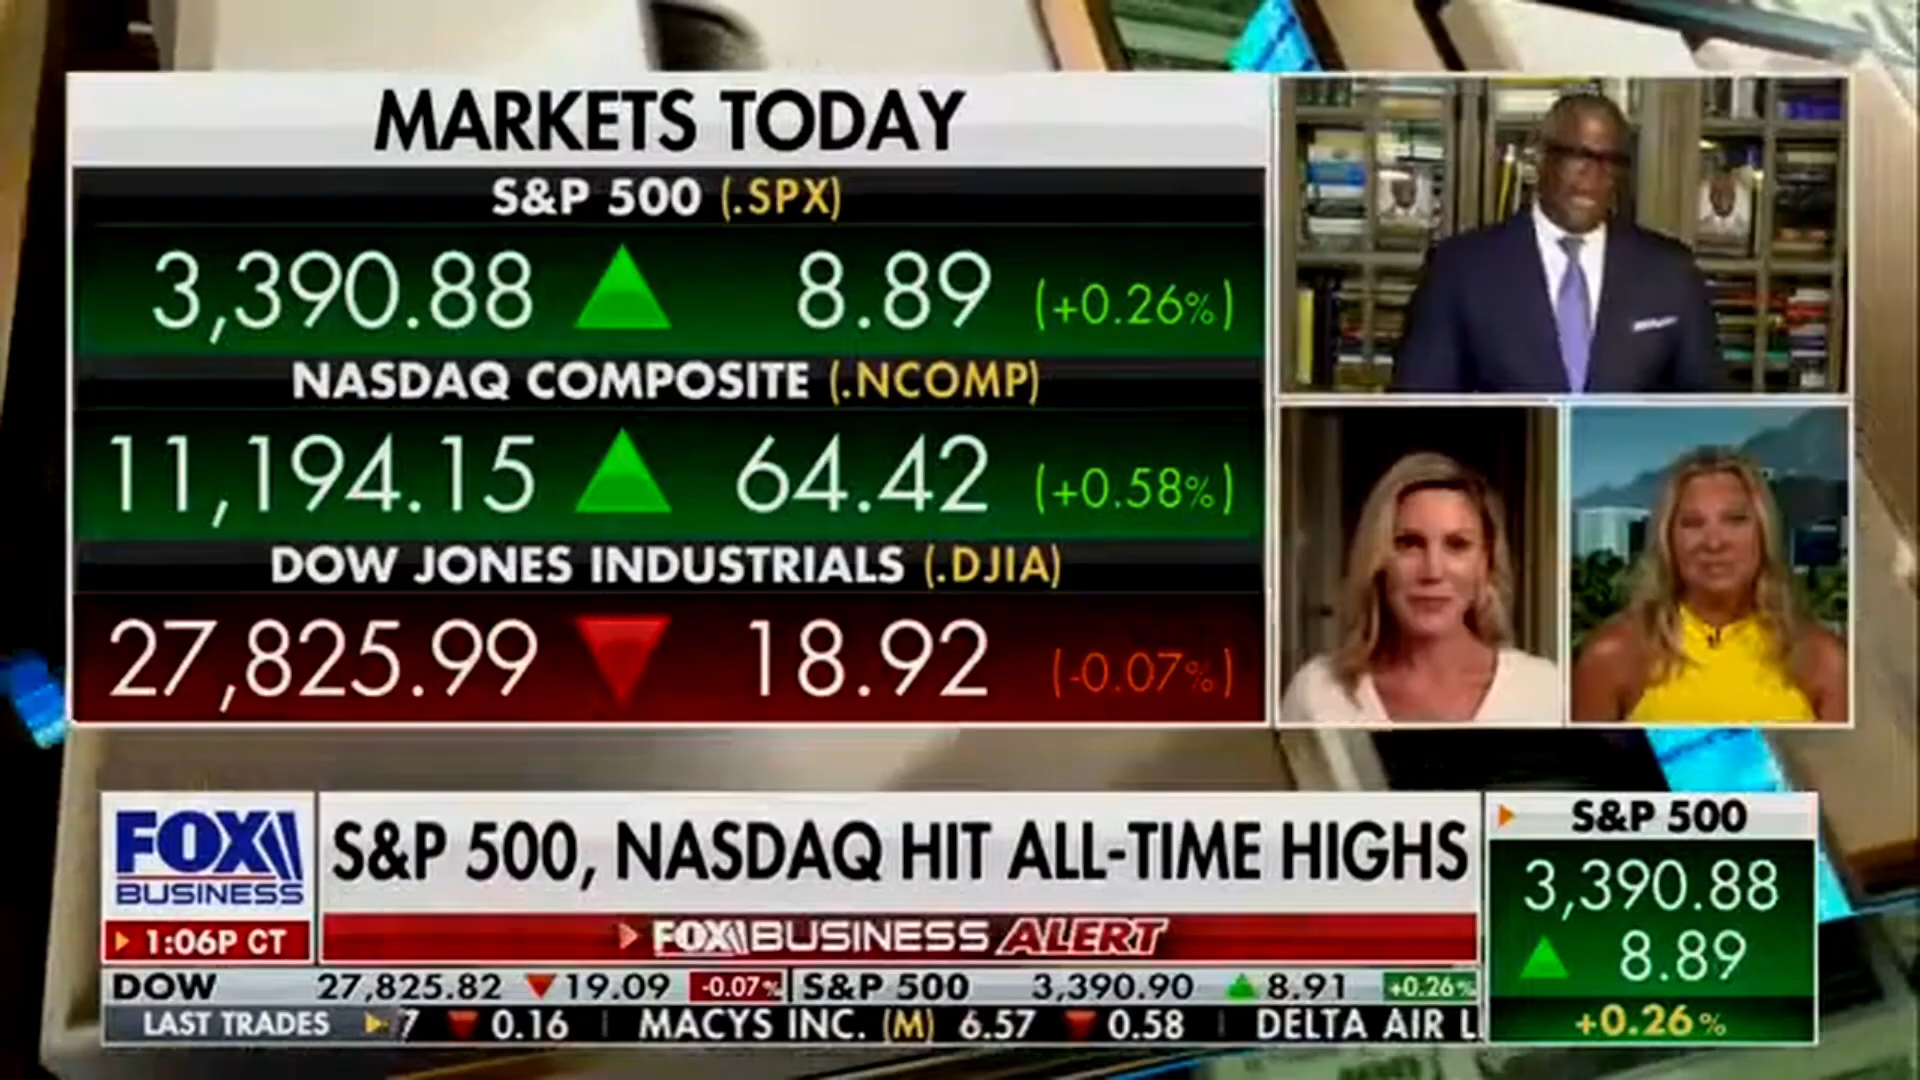 MARKETS TODAY
S&P 500 (.SPX)
3,390.88 ▲ 8.89 (+0.26%)
NASDAQ COMPOSITE (.NCOMP)
11,194.15 ▲ 64.42 (+0.58%)
DOW JONES INDUSTRIALS (.DJIA)
27,825.99 ▼ 18.92 (-0.07%)
FOX BUSINESS
1:06P CT
S&P 500, NASDAQ HIT ALL-TIME HIGHS
FOX BUSINESS ALERT
S&P 500
3,390.88
▲ 8.89
+0.26%
DOW 27,825.82 ▼ 19.09 -0.07% S&P 500 3,390.90 ▲ 8.91 +0.26%
LAST TRADES 7 ▼ 0.16 MACYS INC. (M) 6.57 ▼ 0.58 DELTA AIR L